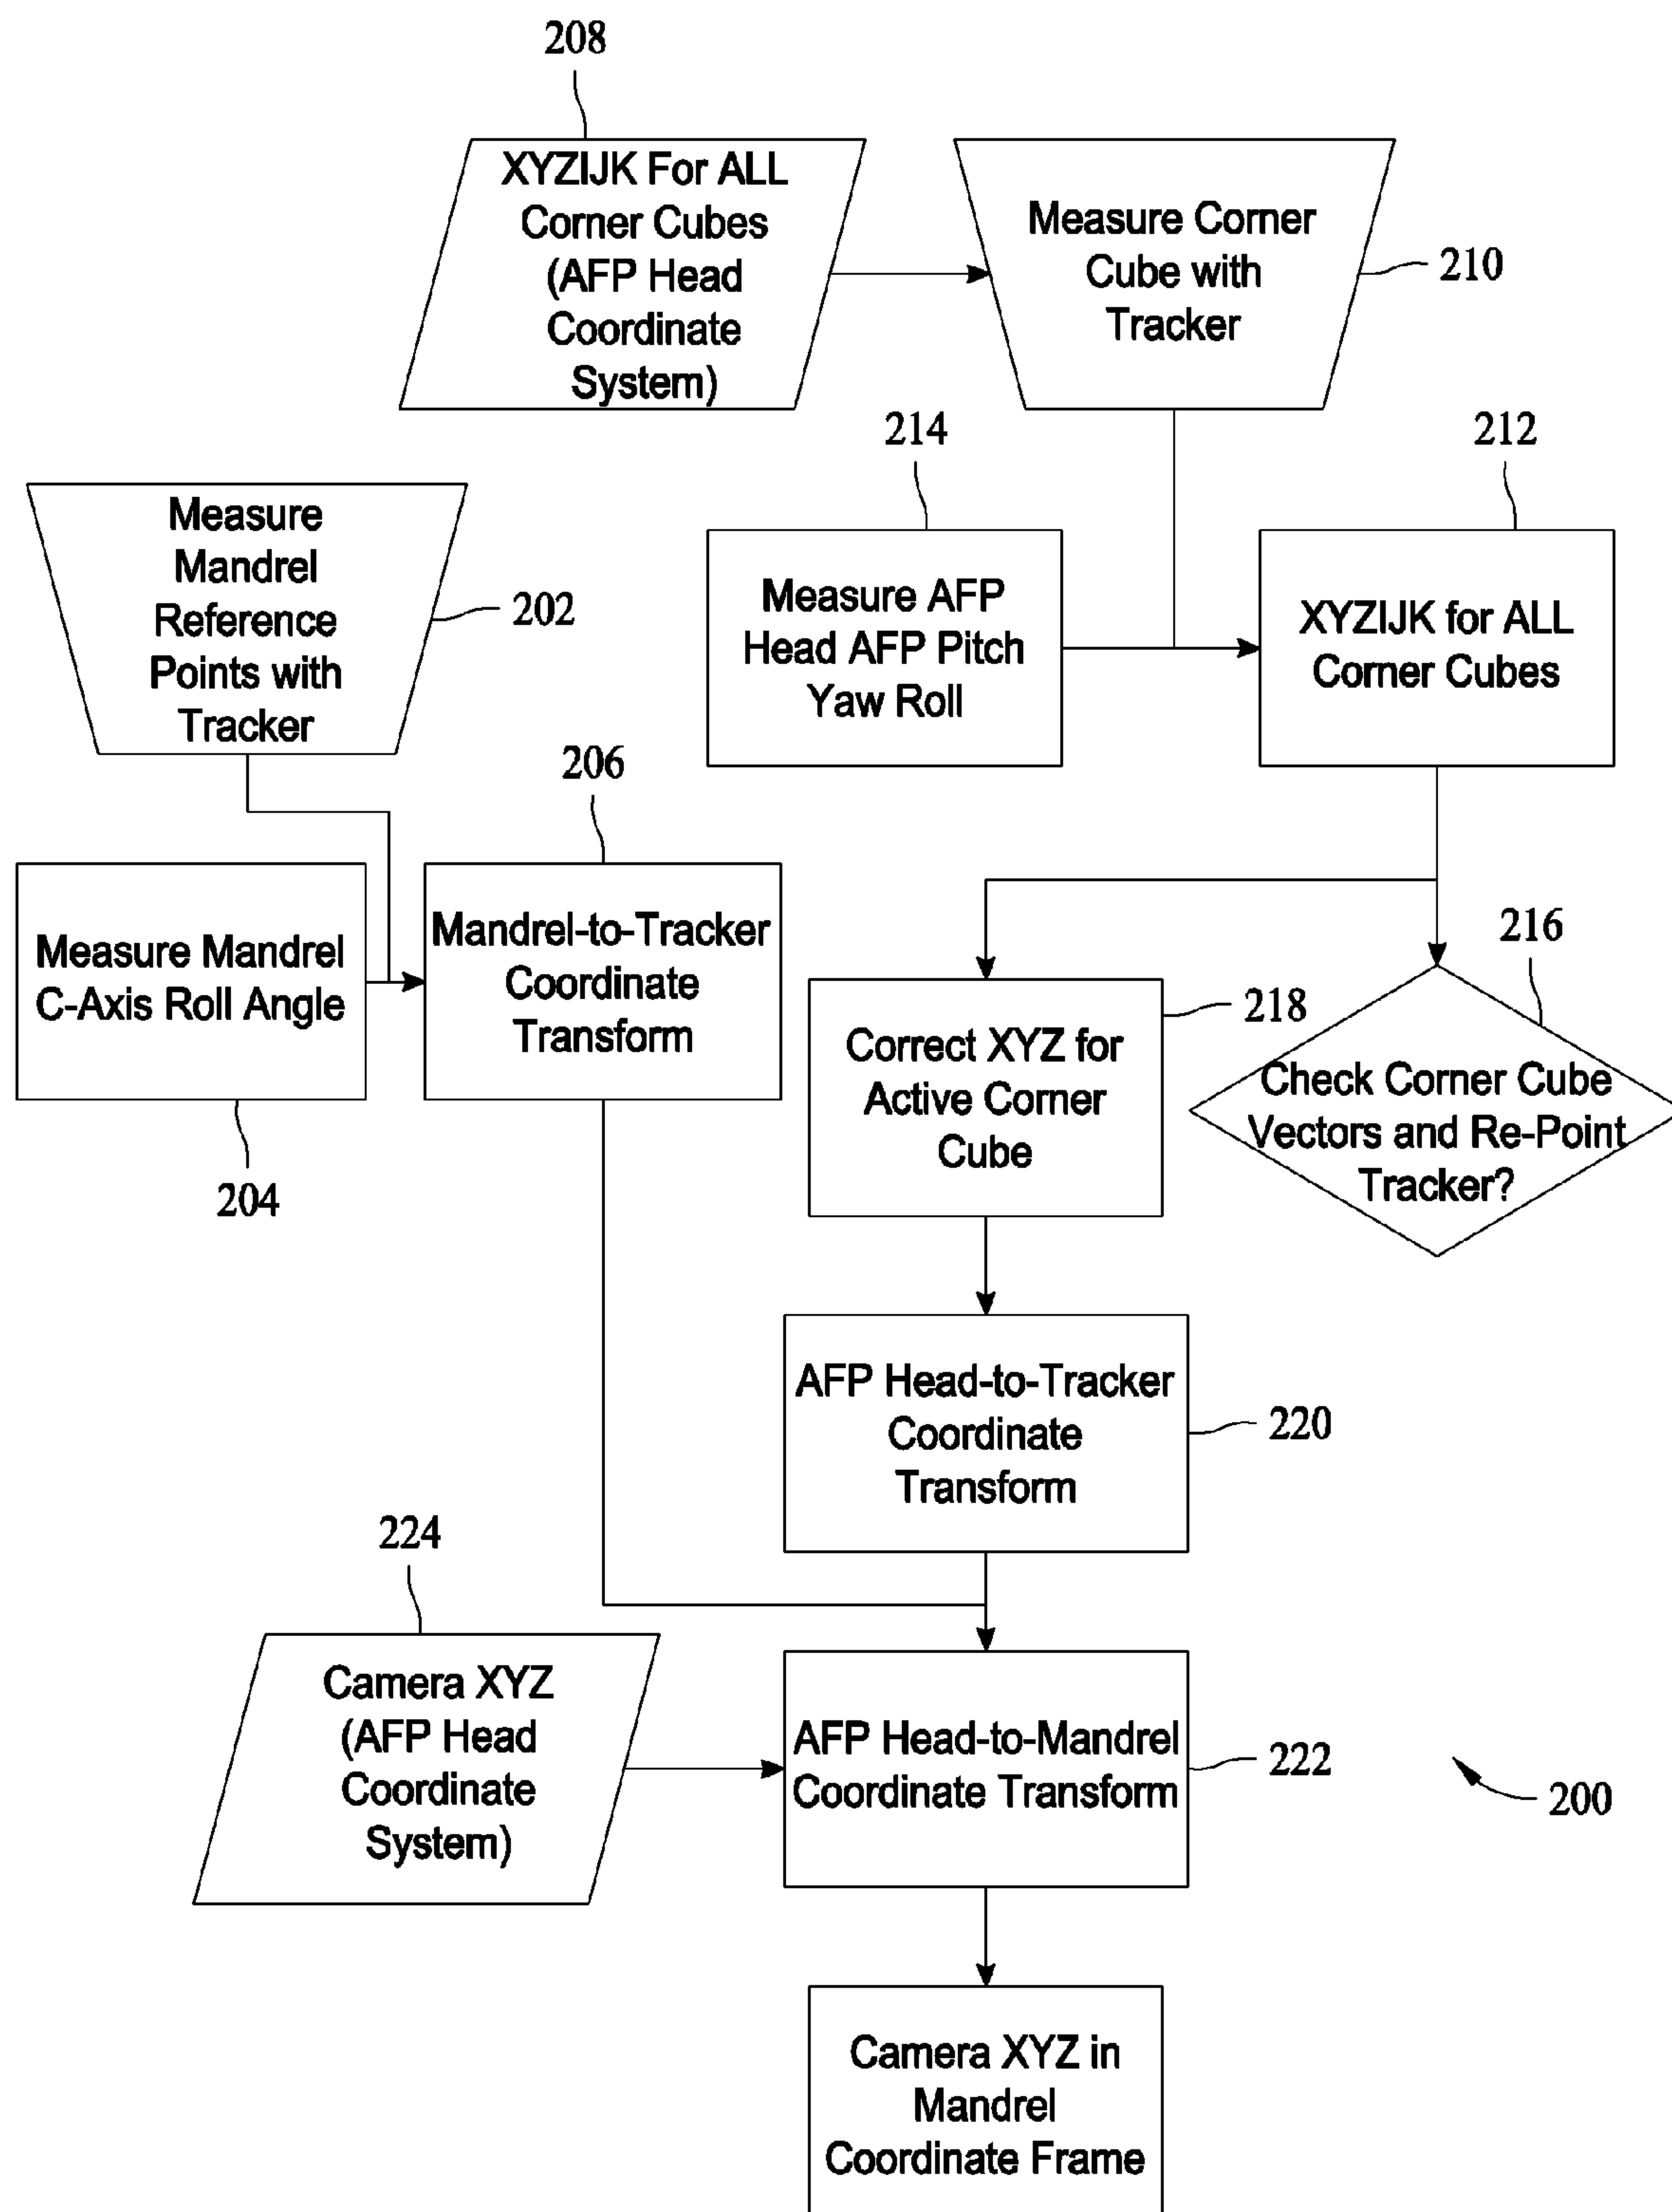 208
XYZIJK For ALL
Corner Cubes
(AFP Head
Coordinate
System)
Measure Corner
Cube with
Tracker
210
214
212
Measure
Mandrel
Reference
Points with
Tracker
202
Measure AFP
Head AFP Pitch
Yaw Roll
XYZIJK for ALL
Corner Cubes
206
Measure Mandrel
C-Axis Roll Angle
204
Mandrel-to-Tracker
Coordinate
Transform
216
218
Correct XYZ for
Active Corner
Cube
Check Corner Cube
Vectors and Re-Point
Tracker?
AFP Head-to-Tracker
Coordinate
Transform
220
224
Camera XYZ
(AFP Head
Coordinate
System)
AFP Head-to-Mandrel
Coordinate Transform
222
200
Camera XYZ in
Mandrel
Coordinate Frame